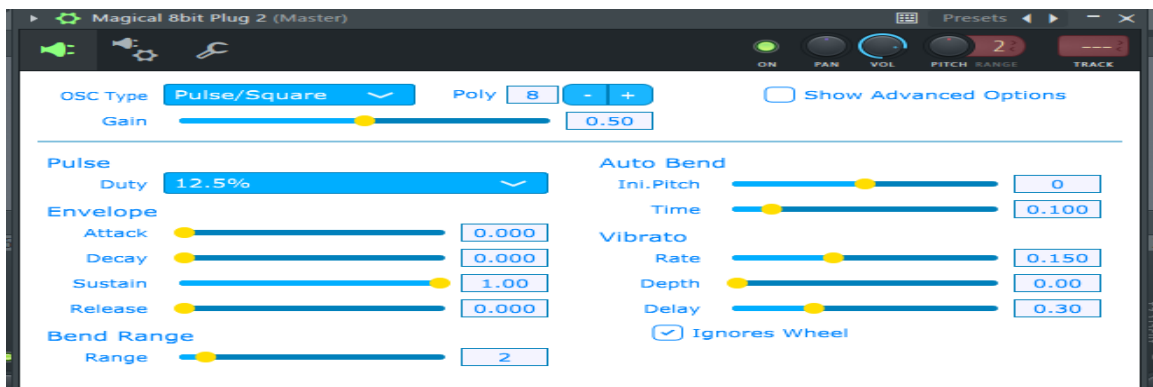 Magical 8bit Plug 2 (Master) Presets
2 ---
ON PAN VOL PITCH RANGE TRACK
OSC Type Pulse/Square Poly 8 - + Show Advanced Options
Gain 0.50
Pulse
Duty 12.5%
Envelope
Attack 0.000
Decay 0.000
Sustain 1.00
Release 0.000
Bend Range
Range 2
Auto Bend
Ini.Pitch 0
Time 0.100
Vibrato
Rate 0.150
Depth 0.00
Delay 0.30
Ignores Wheel